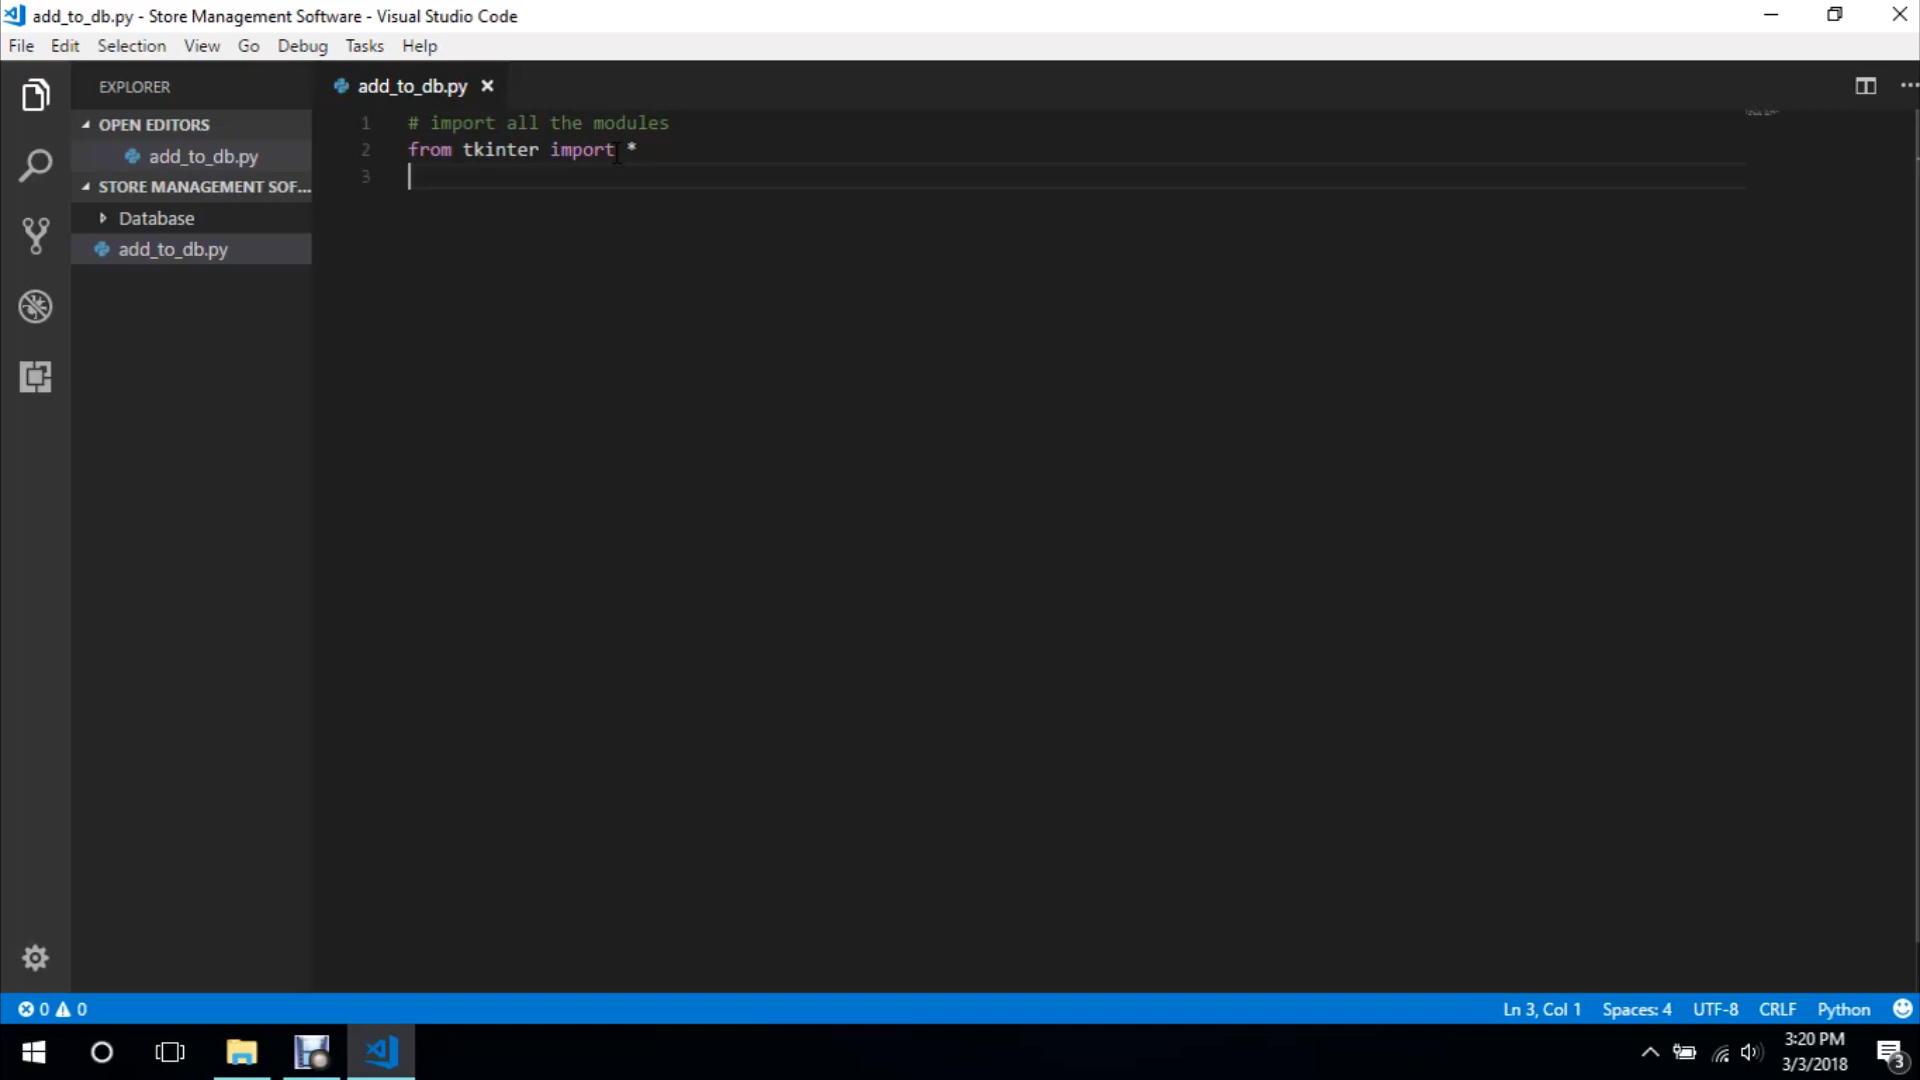 add_to_db.py - Store Management Software - Visual Studio Code
File Edit Selection View Go Debug Tasks Help
EXPLORER
OPEN EDITORS
add_to_db.py
STORE MANAGEMENT SOF...
Database
add_to_db.py
add_to_db.py
1 # import all the modules
2 from tkinter import *
3
0 0
Ln 3, Col 1 Spaces: 4 UTF-8 CRLF Python
3:20 PM
3/3/2018
3